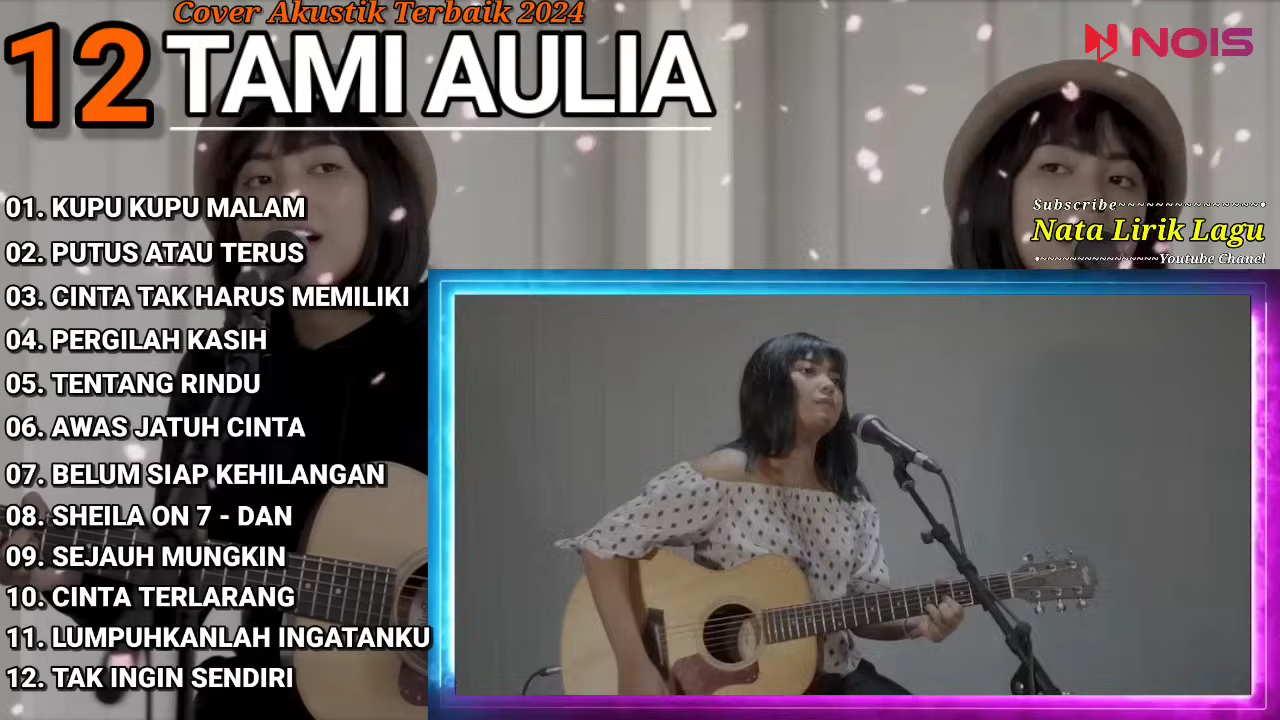 Cover Akustik Terbaik 2024
12 TAMI AULIA
NOIS
Subscribe~~~~~~~~~~~~~~~•
Nata Lirik Lagu
•~~~~~~~~~~~~~~~~Youtube Chanel
01. KUPU KUPU MALAM
02. PUTUS ATAU TERUS
03. CINTA TAK HARUS MEMILIKI
04. PERGILAH KASIH
05. TENTANG RINDU
06. AWAS JATUH CINTA
07. BELUM SIAP KEHILANGAN
08. SHEILA ON 7 - DAN
09. SEJAUH MUNGKIN
10. CINTA TERLARANG
11. LUMPUHKANLAH INGATANKU
12. TAK INGIN SENDIRI